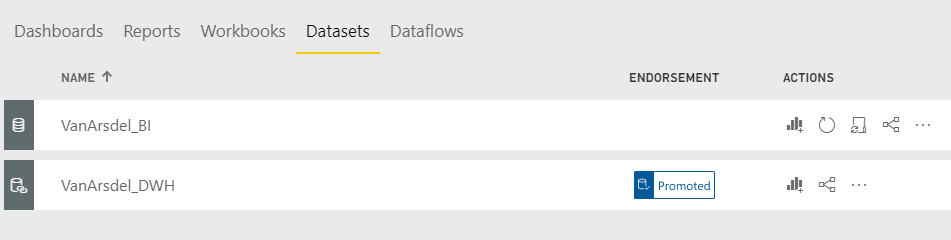 Dashboards Reports Workbooks Datasets Dataflows
NAME ENDORSEMENT ACTIONS
VanArsdel_BI
VanArsdel_DWH Promoted